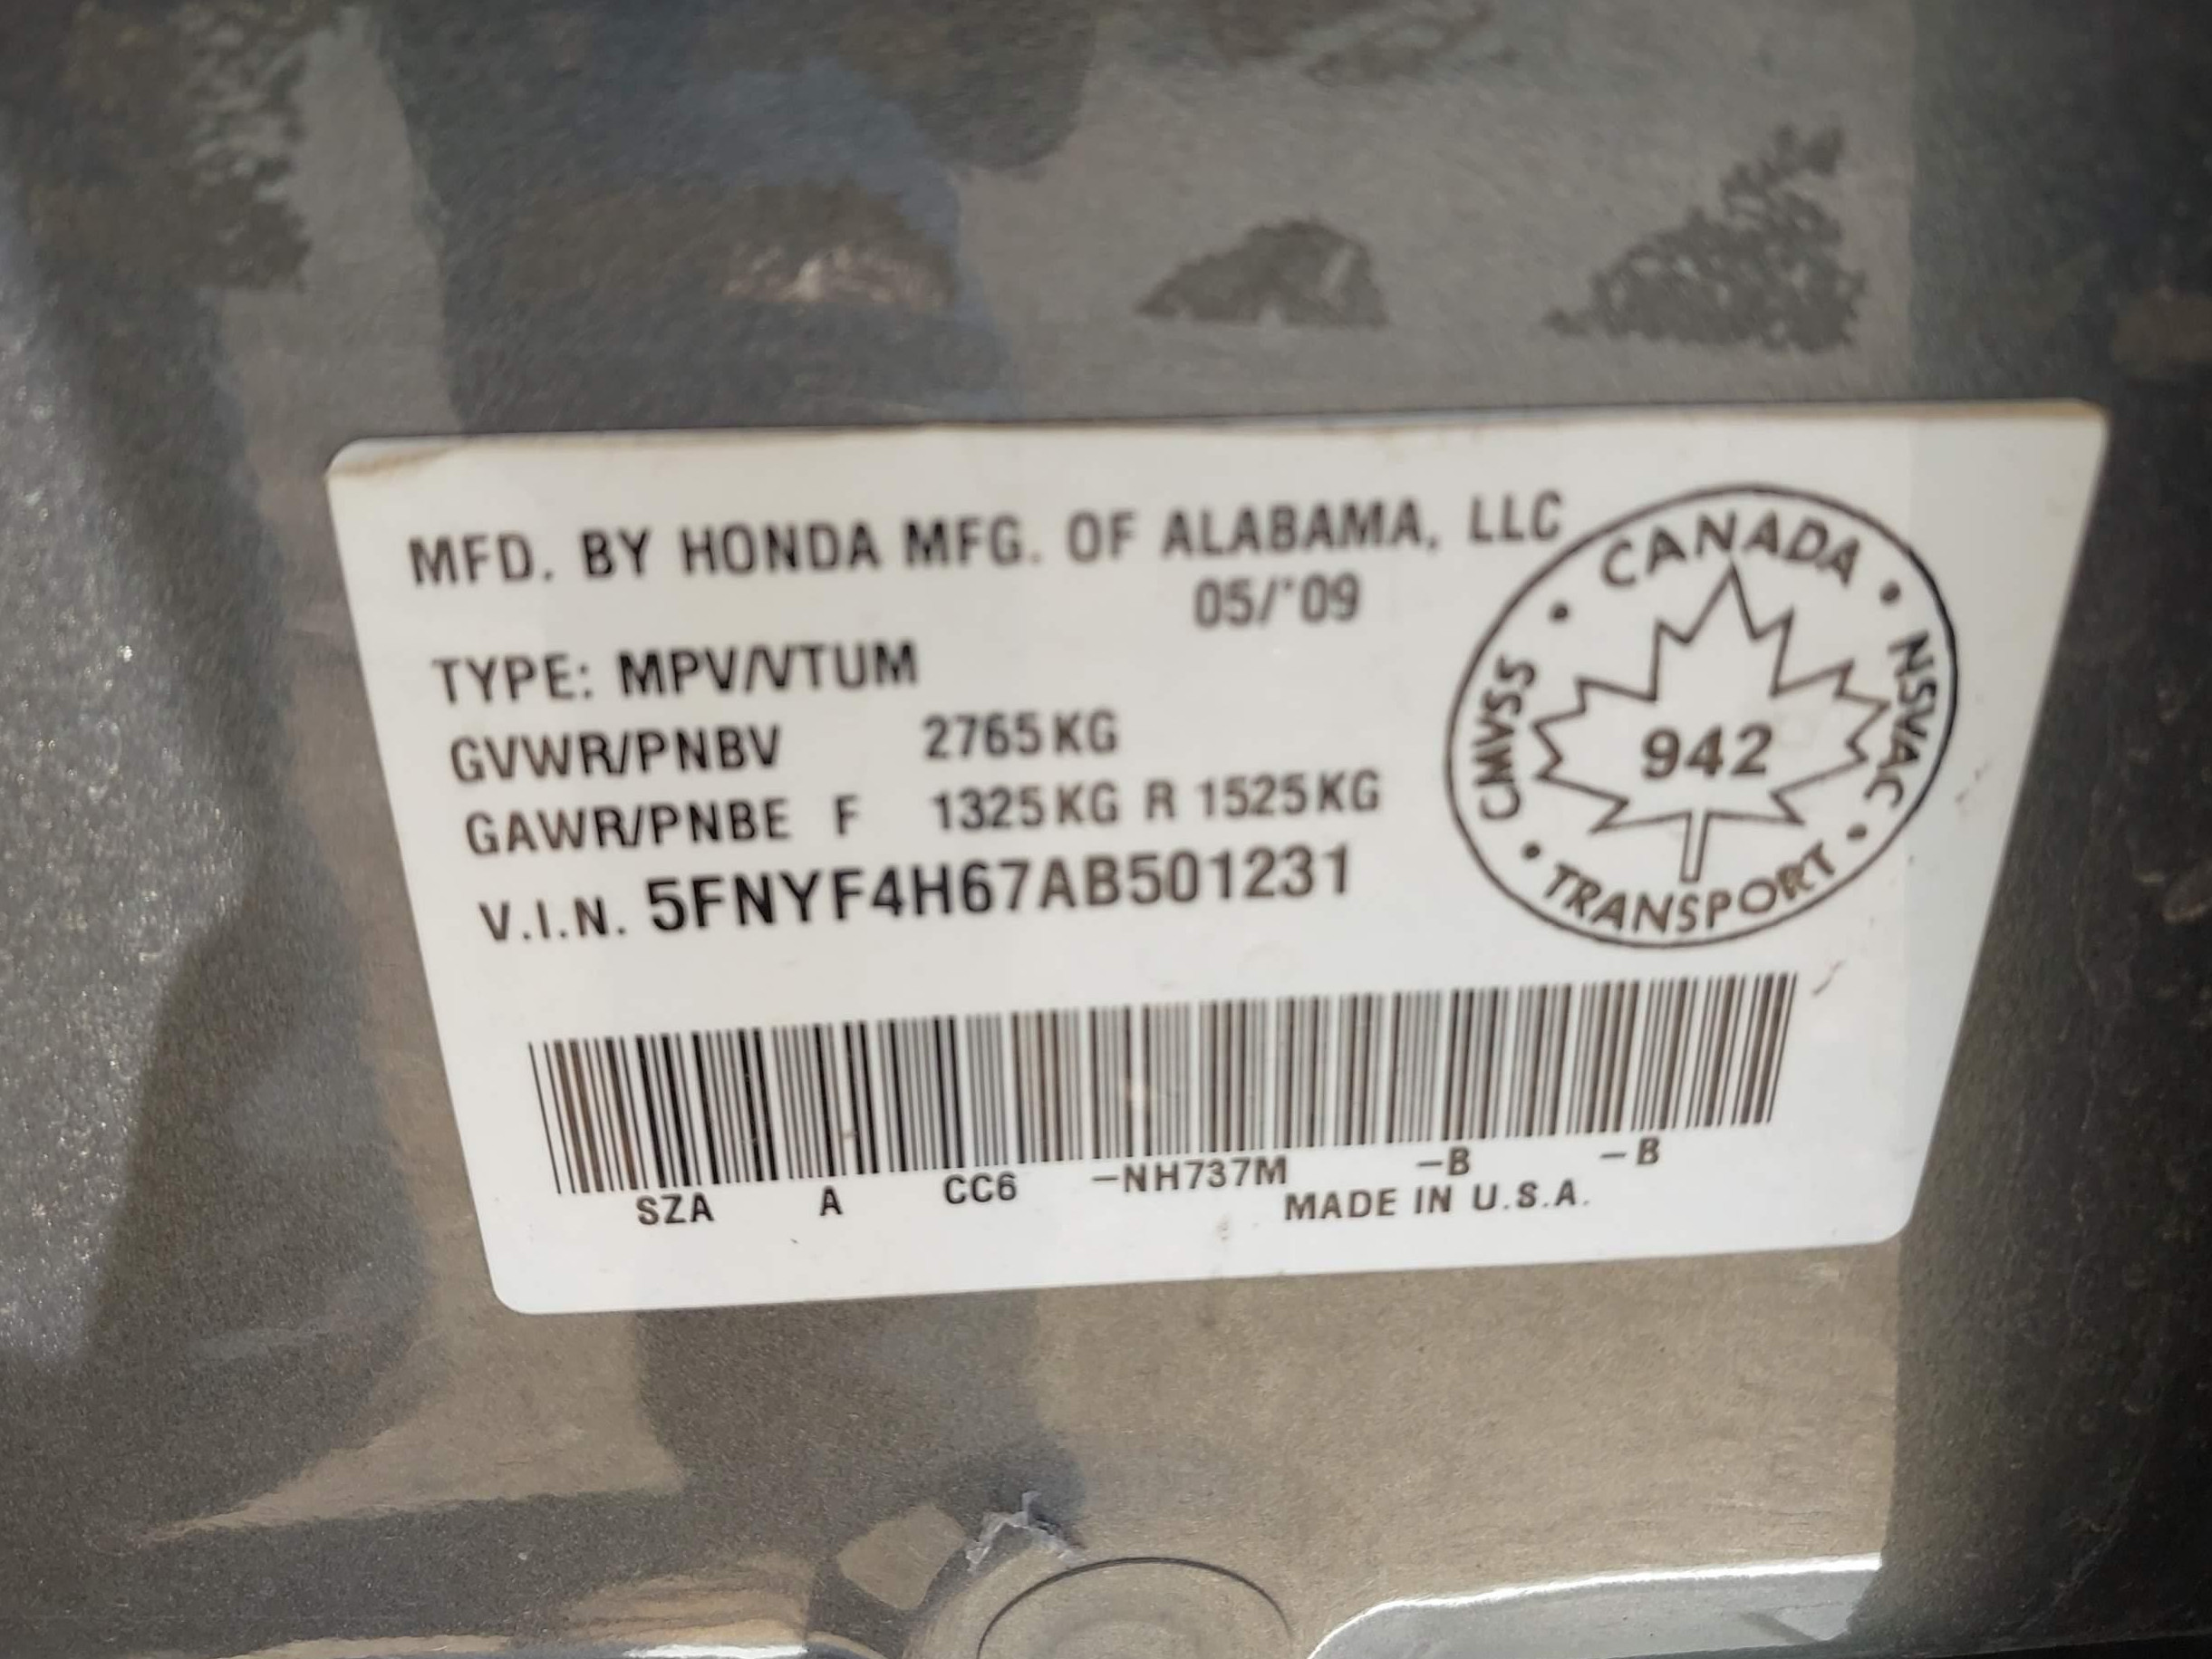 MFD. BY HONDA MFG. OF ALABAMA, LLC
05/'09
TYPE: MPV/VTUM
GVWR/PNBV 2765KG
GAWR/PNBE F 1325KG R 1525KG
V.I.N. 5FNYF4H67AB501231
CANADA • NSVAC • TRANSPORT • CMVSS •
942
SZA A CC6 -NH737M -B -B
MADE IN U.S.A.